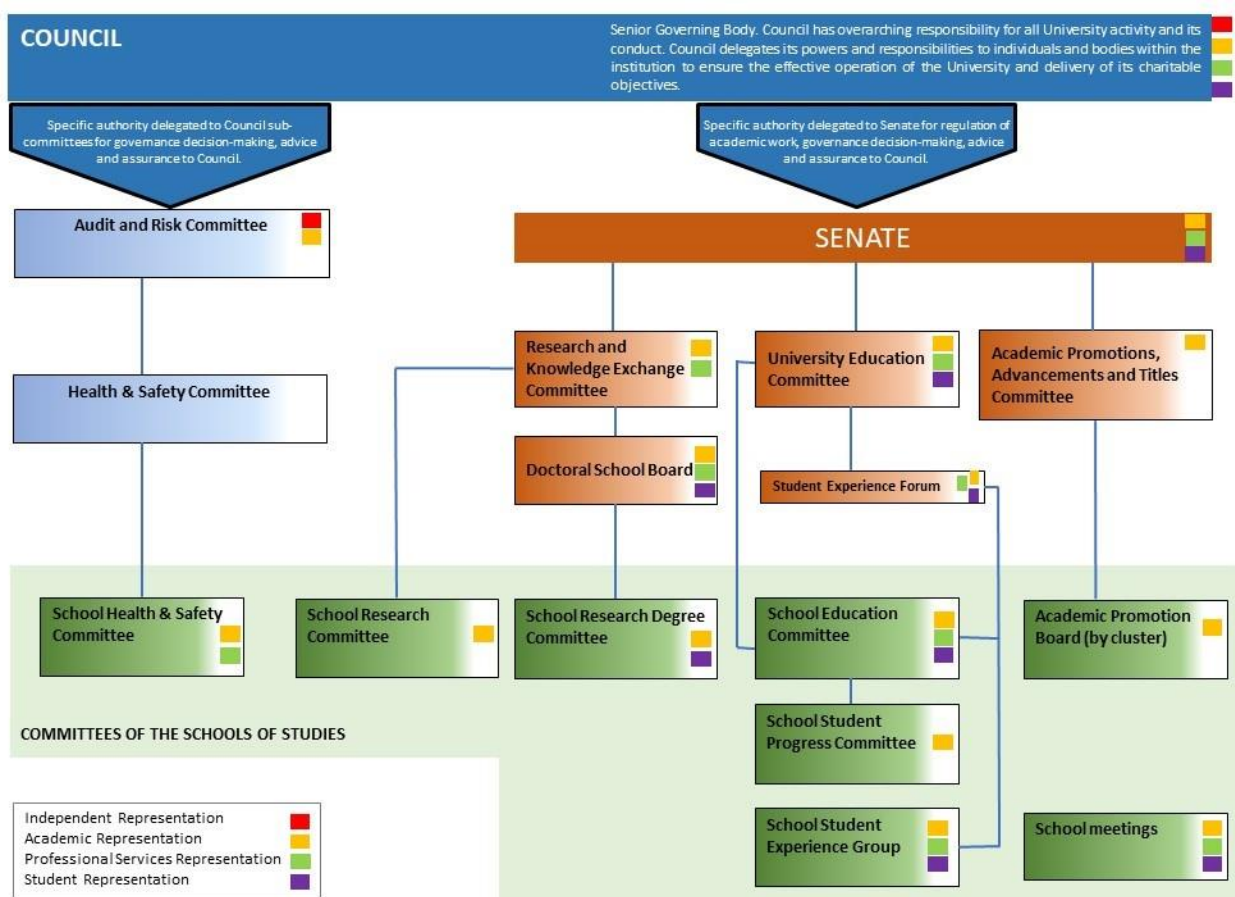 COUNCIL
Senior Governing Body. Council has overarching responsibility for all University activity and its
conduct. Council delegates its powers and responsibilities to individuals and bodies within the
institution to ensure the effective operation of the University and delivery of its charitable
objectives.
Specific authority delegated to Council sub-
committees for governance decision-making, advice
and assurance to Council.
Specific authority delegated to Senate for regulation of
academic work, governance decision-making, advice
and assurance to Council.
Audit and Risk Committee
SENATE
Research and
Knowledge Exchange
Committee
University Education
Committee
Academic Promotions,
Advancements and Titles
Committee
Health & Safety Committee
Doctoral School Board
Student Experience Forum
School Health & Safety
Committee
School Research
Committee
School Research Degree
Committee
School Education
Committee
Academic Promotion
Board (by cluster)
COMMITTEES OF THE SCHOOLS OF STUDIES
School Student
Progress Committee
School Student
Experience Group
School meetings
Independent Representation
Academic Representation
Professional Services Representation
Student Representation